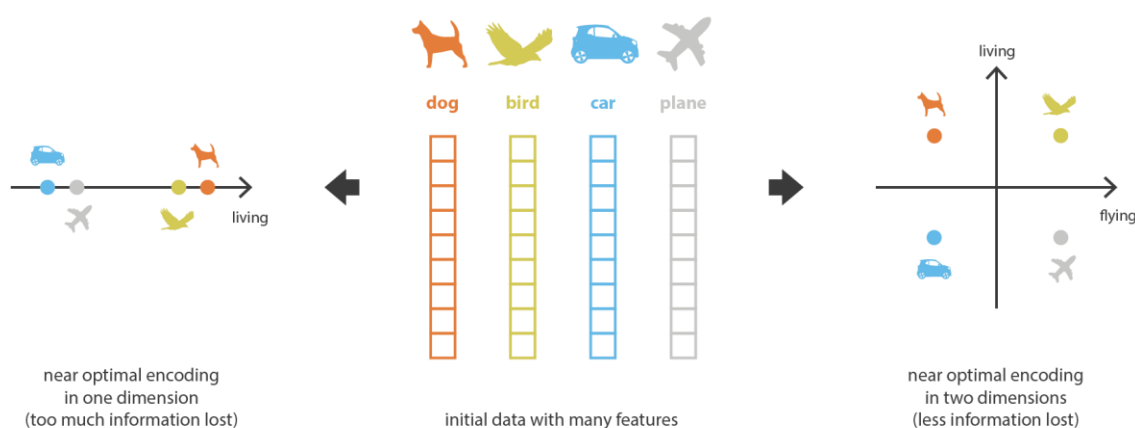 dog
bird
car
plane
living
living
flying
near optimal encoding
in one dimension
(too much information lost)
initial data with many features
near optimal encoding
in two dimensions
(less information lost)